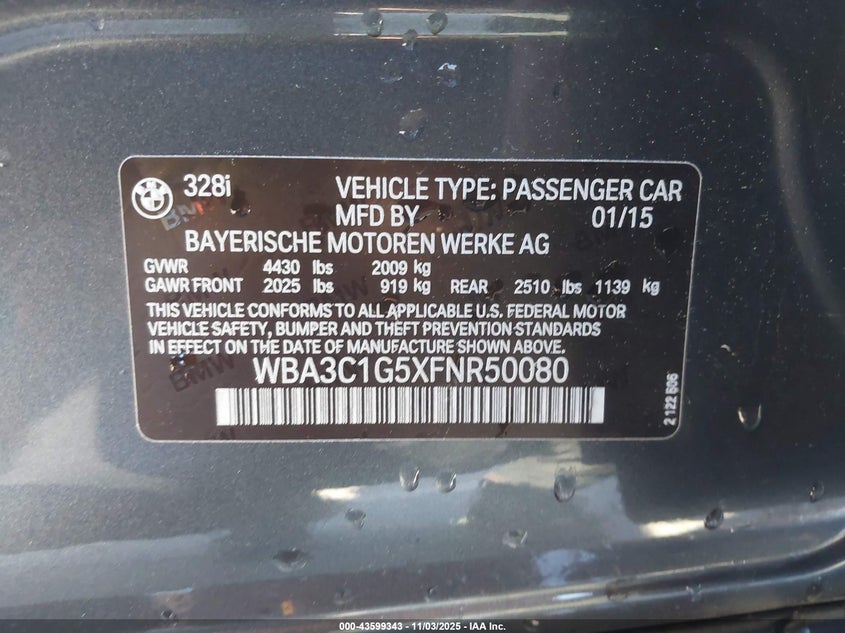 328i VEHICLE TYPE: PASSENGER CAR
MFD BY 01/15
BAYERISCHE MOTOREN WERKE AG
GVWR 4430 lbs 2009 kg
GAWR FRONT 2025 lbs 919 kg REAR 2510 lbs 1139 kg
THIS VEHICLE CONFORMS TO ALL APPLICABLE U.S. FEDERAL MOTOR
VEHICLE SAFETY, BUMPER AND THEFT PREVENTION STANDARDS
IN EFFECT ON THE DATE OF MANUFACTURE SHOWN ABOVE.
WBA3C1G5XFNR50080
2 122 606
000-43599343 - 11/03/2025 - IAA Inc.